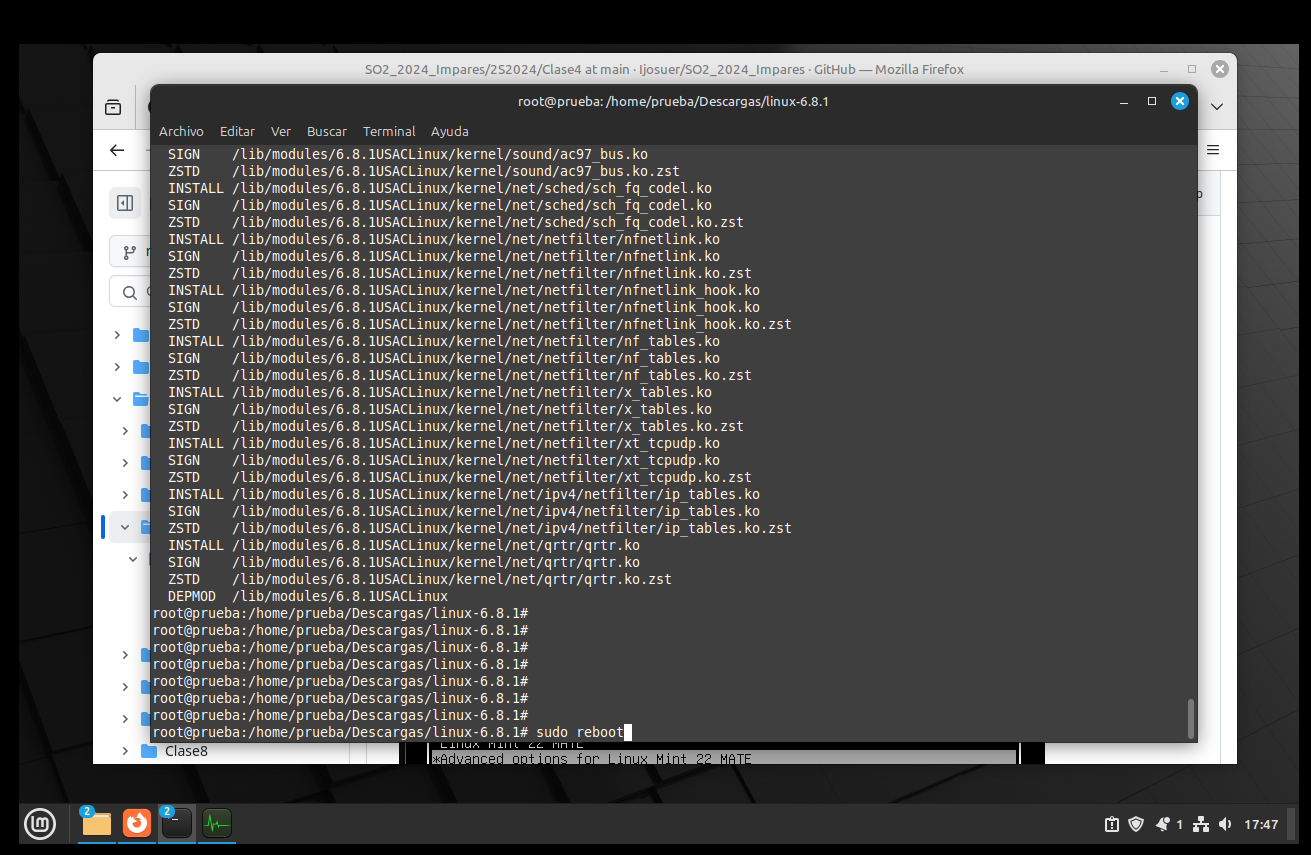 SO2_2024_Impares/2S2024/Clase4 at main · Ijosuer/SO2_2024_Impares · GitHub — Mozilla Firefox
root@prueba: /home/prueba/Descargas/linux-6.8.1
Archivo Editar Ver Buscar Terminal Ayuda
SIGN /lib/modules/6.8.1USACLinux/kernel/sound/ac97_bus.ko
ZSTD /lib/modules/6.8.1USACLinux/kernel/sound/ac97_bus.ko.zst
INSTALL /lib/modules/6.8.1USACLinux/kernel/net/sched/sch_fq_codel.ko
SIGN /lib/modules/6.8.1USACLinux/kernel/net/sched/sch_fq_codel.ko
ZSTD /lib/modules/6.8.1USACLinux/kernel/net/sched/sch_fq_codel.ko.zst
INSTALL /lib/modules/6.8.1USACLinux/kernel/net/netfilter/nfnetlink.ko
SIGN /lib/modules/6.8.1USACLinux/kernel/net/netfilter/nfnetlink.ko
ZSTD /lib/modules/6.8.1USACLinux/kernel/net/netfilter/nfnetlink.ko.zst
INSTALL /lib/modules/6.8.1USACLinux/kernel/net/netfilter/nfnetlink_hook.ko
SIGN /lib/modules/6.8.1USACLinux/kernel/net/netfilter/nfnetlink_hook.ko
ZSTD /lib/modules/6.8.1USACLinux/kernel/net/netfilter/nfnetlink_hook.ko.zst
INSTALL /lib/modules/6.8.1USACLinux/kernel/net/netfilter/nf_tables.ko
SIGN /lib/modules/6.8.1USACLinux/kernel/net/netfilter/nf_tables.ko
ZSTD /lib/modules/6.8.1USACLinux/kernel/net/netfilter/nf_tables.ko.zst
INSTALL /lib/modules/6.8.1USACLinux/kernel/net/netfilter/x_tables.ko
SIGN /lib/modules/6.8.1USACLinux/kernel/net/netfilter/x_tables.ko
ZSTD /lib/modules/6.8.1USACLinux/kernel/net/netfilter/x_tables.ko.zst
INSTALL /lib/modules/6.8.1USACLinux/kernel/net/netfilter/xt_tcpudp.ko
SIGN /lib/modules/6.8.1USACLinux/kernel/net/netfilter/xt_tcpudp.ko
ZSTD /lib/modules/6.8.1USACLinux/kernel/net/netfilter/xt_tcpudp.ko.zst
INSTALL /lib/modules/6.8.1USACLinux/kernel/net/ipv4/netfilter/ip_tables.ko
SIGN /lib/modules/6.8.1USACLinux/kernel/net/ipv4/netfilter/ip_tables.ko
ZSTD /lib/modules/6.8.1USACLinux/kernel/net/ipv4/netfilter/ip_tables.ko.zst
INSTALL /lib/modules/6.8.1USACLinux/kernel/net/qrtr/qrtr.ko
SIGN /lib/modules/6.8.1USACLinux/kernel/net/qrtr/qrtr.ko
ZSTD /lib/modules/6.8.1USACLinux/kernel/net/qrtr/qrtr.ko.zst
DEPMOD /lib/modules/6.8.1USACLinux
root@prueba:/home/prueba/Descargas/linux-6.8.1#
root@prueba:/home/prueba/Descargas/linux-6.8.1#
root@prueba:/home/prueba/Descargas/linux-6.8.1#
root@prueba:/home/prueba/Descargas/linux-6.8.1#
root@prueba:/home/prueba/Descargas/linux-6.8.1#
root@prueba:/home/prueba/Descargas/linux-6.8.1#
root@prueba:/home/prueba/Descargas/linux-6.8.1#
root@prueba:/home/prueba/Descargas/linux-6.8.1# sudo reboot
Linux Mint 22 MATE
Clase8
*Advanced options for Linux Mint 22 MATE
2
2
1
17:47